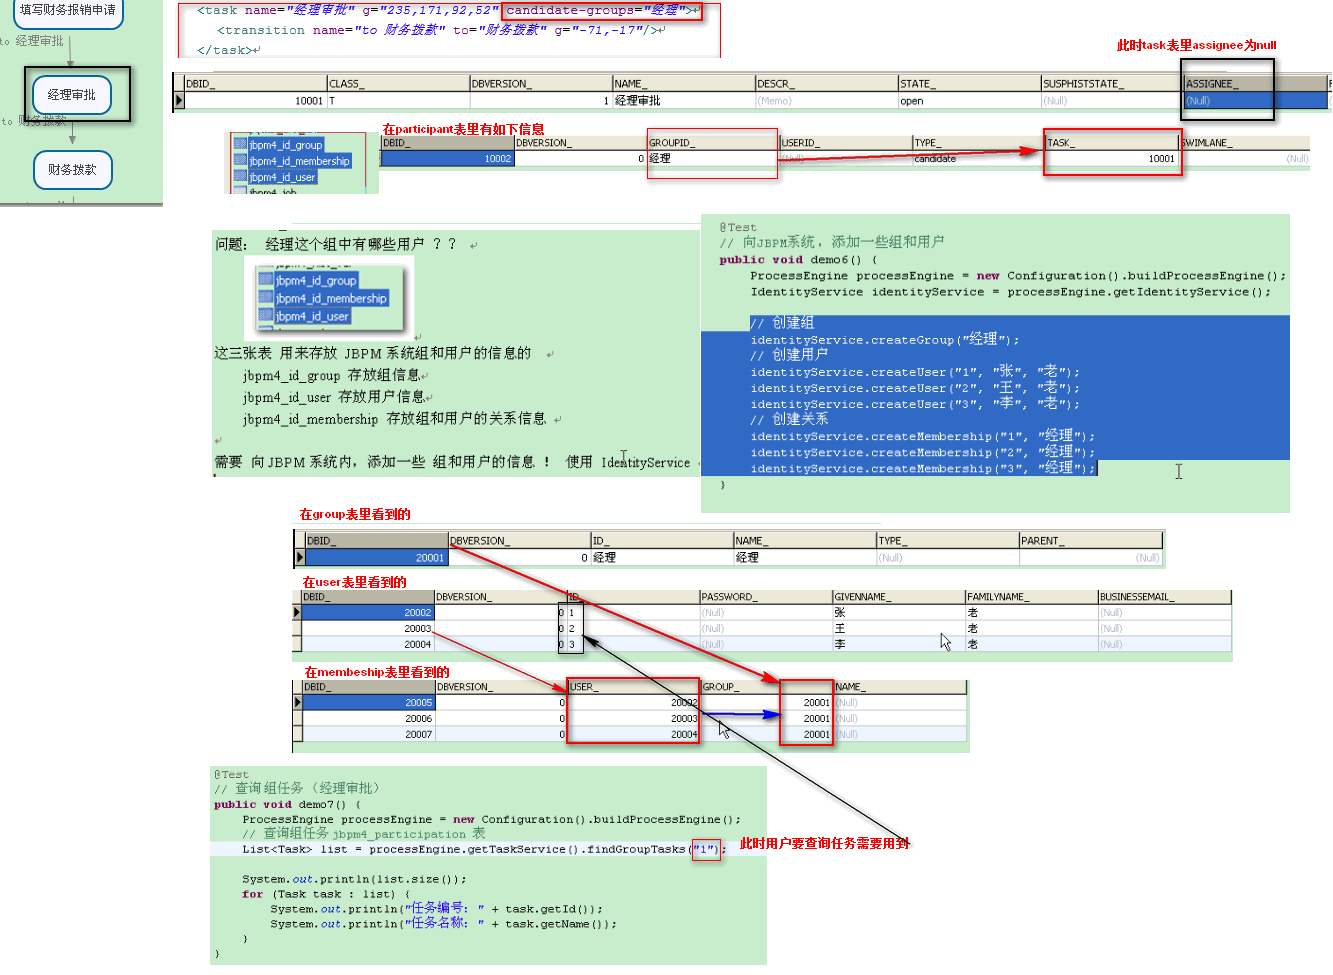 填写财务报销申请
to 经理审批
经理审批
to 财务拨款
财务拨款
<task name="经理审批" g="235,171,92,52" candidate-groups="经理">
<transition name="to 财务拨款" to="财务拨款" g="-71,-17"/>
</task>
此时task表里assignee为null
DBID_ CLASS_ DBVERSION_ NAME_ DESCR_ STATE_ SUSPHISTSTATE_ ASSIGNEE_
10001 T 1 经理审批 (Memo) open (Null) (Null)
在participant表里有如下信息
jbpm4_id_group
jbpm4_id_membership
jbpm4_id_user
jbpm4_job
DBID_ DBVERSION_ GROUPID_ USERID_ TYPE_ TASK_ SWIMLANE_
10002 0 经理 (Null) candidate 10001 (Null)
问题： 经理这个组中有哪些用户 ？？
jbpm4_id_group
jbpm4_id_membership
jbpm4_id_user
这三张表 用来存放 JBPM 系统组和用户的信息的
jbpm4_id_group 存放组信息
jbpm4_id_user 存放用户信息
jbpm4_id_membership 存放组和用户的关系信息
需要 向 JBPM 系统内，添加一些 组和用户的信息 ！ 使用 IdentityService
@Test
// 向JBPM系统，添加一些组和用户
public void demo6() {
ProcessEngine processEngine = new Configuration().buildProcessEngine();
IdentityService identityService = processEngine.getIdentityService();
// 创建组
identityService.createGroup("经理");
// 创建用户
identityService.createUser("1", "张", "老");
identityService.createUser("2", "王", "老");
identityService.createUser("3", "李", "老");
// 创建关系
identityService.createMembership("1", "经理");
identityService.createMembership("2", "经理");
identityService.createMembership("3", "经理");
}
在group表里看到的
DBID_ DBVERSION_ ID_ NAME_ TYPE_ PARENT_
20001 0 经理 经理 (Null) (Null)
在user表里看到的
DBID_ DBVERSION_ ID_ PASSWORD_ GIVENNAME_ FAMILYNAME_ BUSINESSEMAIL_
20002 0 1 (Null) 张 老 (Null)
20003 0 2 (Null) 王 老 (Null)
20004 0 3 (Null) 李 老 (Null)
在membeship表里看到的
DBID_ DBVERSION_ USER_ GROUP_ NAME_
20005 0 20002 20001 (Null)
20006 0 20003 20001 (Null)
20007 0 20004 20001 (Null)
@Test
// 查询 组任务 （经理审批）
public void demo7() {
ProcessEngine processEngine = new Configuration().buildProcessEngine();
// 查询组任务 jbpm4_participation 表
List<Task> list = processEngine.getTaskService().findGroupTasks("1");
此时用户要查询任务需要用到
System.out.println(list.size());
for (Task task : list) {
System.out.println("任务编号: " + task.getId());
System.out.println("任务名称: " + task.getName());
}
}